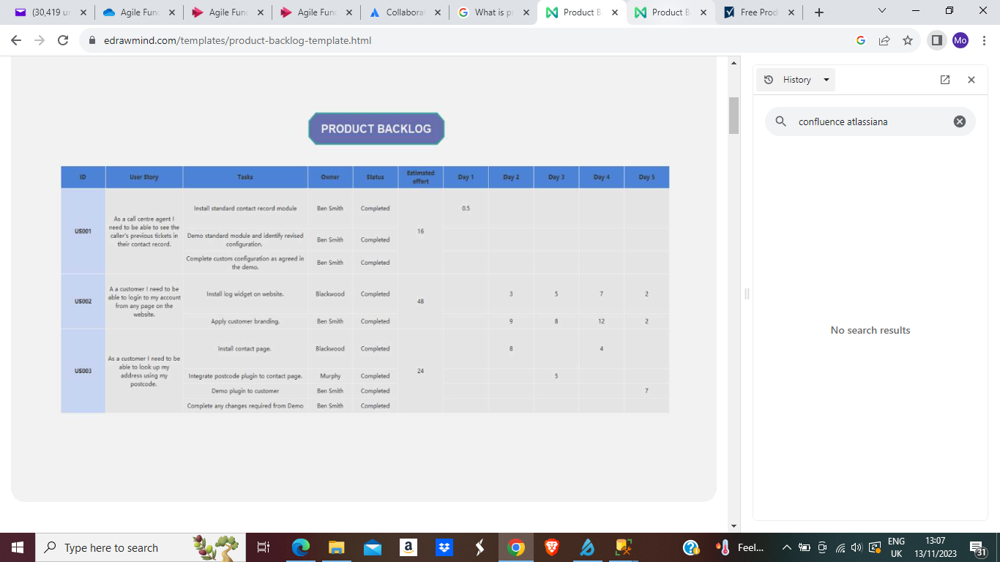 (30,419 ur
Agile Func
Agile Func
Agile Func
Collaborat
What is pr
Product B
Product B
Free Prod
edrawmind.com/templates/product-backlog-template.html
Mo
History
confluence atlassiana
No search results
PRODUCT BACKLOG
ID User Story Tasks Owner Status Estimated effort Day 1 Day 2 Day 3 Day 4 Day 5
US001
As a call centre agent I
need to be able to see the
caller's previous tickets in
their contact record.
Install standard contact record module Ben Smith Completed 16 0.5
Demo standard module and identify revised
configuration.
Ben Smith Completed
Complete custom configuration as agreed in
the demo.
Ben Smith Completed
US002
A a customer I need to be
able to login to my account
from any page on the
website.
Install log widget on website. Blackwood Completed 48 3 5 7 2
Apply customer branding. Ben Smith Completed 9 8 12 2
US003
As a customer I need to be
able to look up my
address using my
postcode.
Install contact page. Blackwood Completed 24 8 4
Integrate postcode plugin to contact page. Murphy Completed 5
Demo plugin to customer Ben Smith Completed 7
Complete any changes required from Demo Ben Smith Completed
Type here to search
Feel...
ENG
UK
13:07
13/11/2023
31